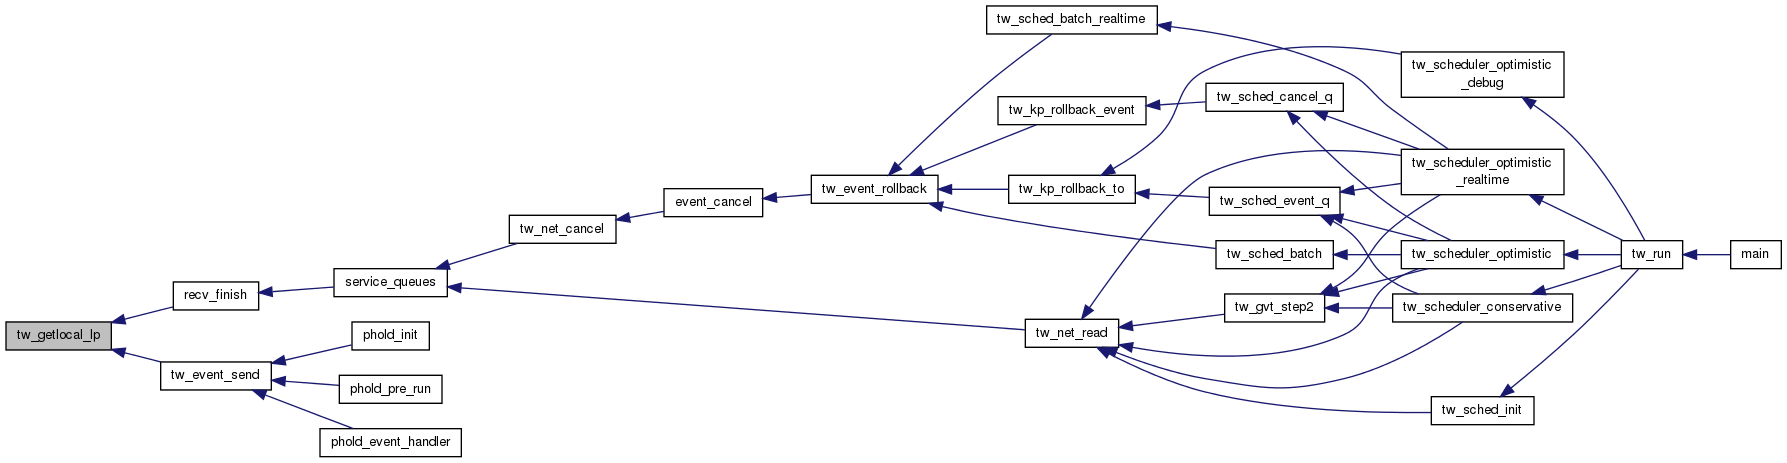 tw_getlocal_lp
recv_finish
tw_event_send
service_queues
phold_init
phold_pre_run
phold_event_handler
tw_net_cancel
event_cancel
tw_event_rollback
tw_sched_batch_realtime
tw_kp_rollback_event
tw_kp_rollback_to
tw_net_read
tw_sched_cancel_q
tw_sched_event_q
tw_sched_batch
tw_gvt_step2
tw_scheduler_optimistic
_debug
tw_scheduler_optimistic
_realtime
tw_scheduler_optimistic
tw_scheduler_conservative
tw_sched_init
tw_run
main